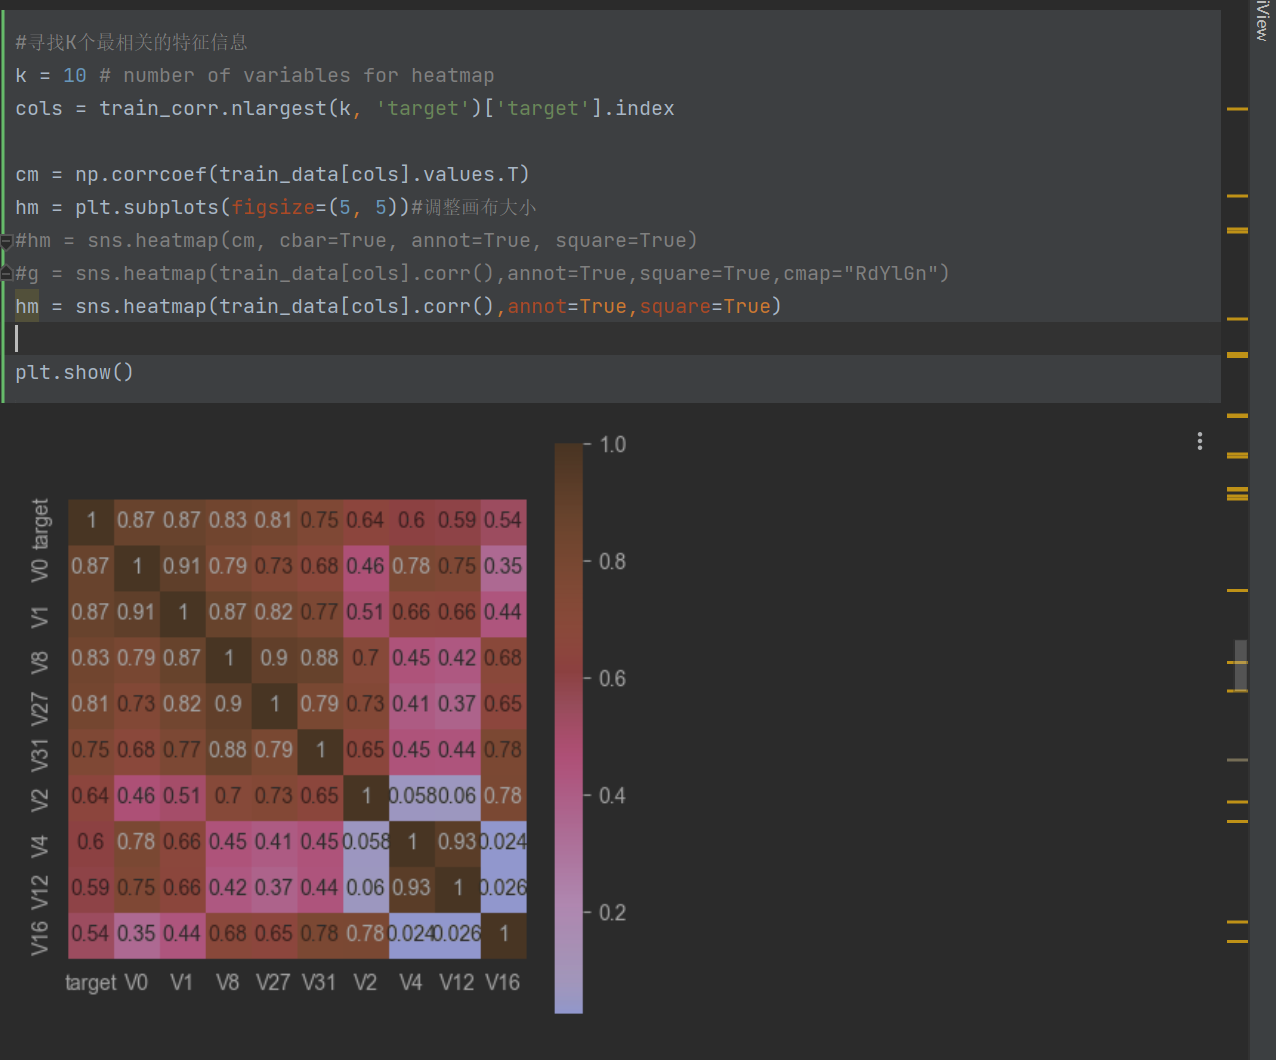 #寻找K个最相关的特征信息
k = 10 # number of variables for heatmap
cols = train_corr.nlargest(k, 'target')['target'].index
cm = np.corrcoef(train_data[cols].values.T)
hm = plt.subplots(figsize=(5, 5))#调整画布大小
#hm = sns.heatmap(cm, cbar=True, annot=True, square=True)
#g = sns.heatmap(train_data[cols].corr(),annot=True,square=True,cmap="RdYlGn")
hm = sns.heatmap(train_data[cols].corr(),annot=True,square=True)
plt.show()
iView
target 1 0.87 0.87 0.83 0.81 0.75 0.64 0.6 0.59 0.54
V0 0.87 1 0.91 0.79 0.73 0.68 0.46 0.78 0.75 0.35
V1 0.87 0.91 1 0.87 0.82 0.77 0.51 0.66 0.66 0.44
V8 0.83 0.79 0.87 1 0.9 0.88 0.7 0.45 0.42 0.68
V27 0.81 0.73 0.82 0.9 1 0.79 0.73 0.41 0.37 0.65
V31 0.75 0.68 0.77 0.88 0.79 1 0.65 0.45 0.44 0.78
V2 0.64 0.46 0.51 0.7 0.73 0.65 1 0.058 0.06 0.78
V4 0.6 0.78 0.66 0.45 0.41 0.45 0.058 1 0.93 0.024
V12 0.59 0.75 0.66 0.42 0.37 0.44 0.06 0.93 1 0.026
V16 0.54 0.35 0.44 0.68 0.65 0.78 0.78 0.024 0.026 1
target V0 V1 V8 V27 V31 V2 V4 V12 V16
1.0
0.8
0.6
0.4
0.2